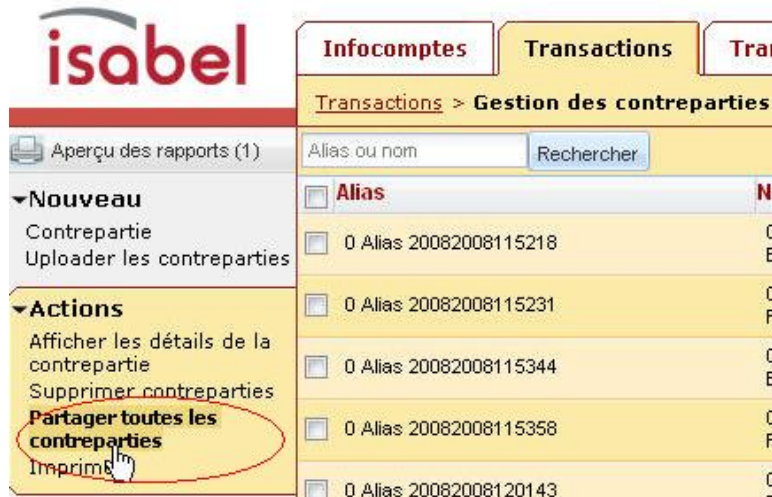 isabel
Infocomptes
Transactions
Transactions > Gestion des contreparties
Aperçu des rapports (1)
Alias ou nom
Rechercher
Nouveau
Contrepartie
Uploader les contreparties
Actions
Afficher les détails de la
contrepartie
Supprimer contreparties
Partager toutes les
contreparties
Alias
0 Alias 20082008115218
0 Alias 20082008115231
0 Alias 20082008115344
0 Alias 20082008115358
0 Alias 20082008120143